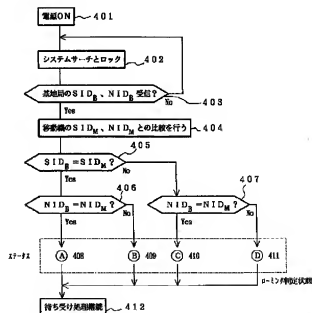 電源ON
401
システムサーチとロック
402
基地局のSID_B、NID_B受信?
No
403
Yes
移動機のSID_M、NID_Mとの比較を行う
404
405
SID_B=SID_M?
Yes
No
406
407
NID_B=NID_M?
NID_B=NID_M?
Yes
No
Yes
No
ステータス
A 408
B 409
C 410
D 411
ローミング判定状態
待ち受け処理継続
412